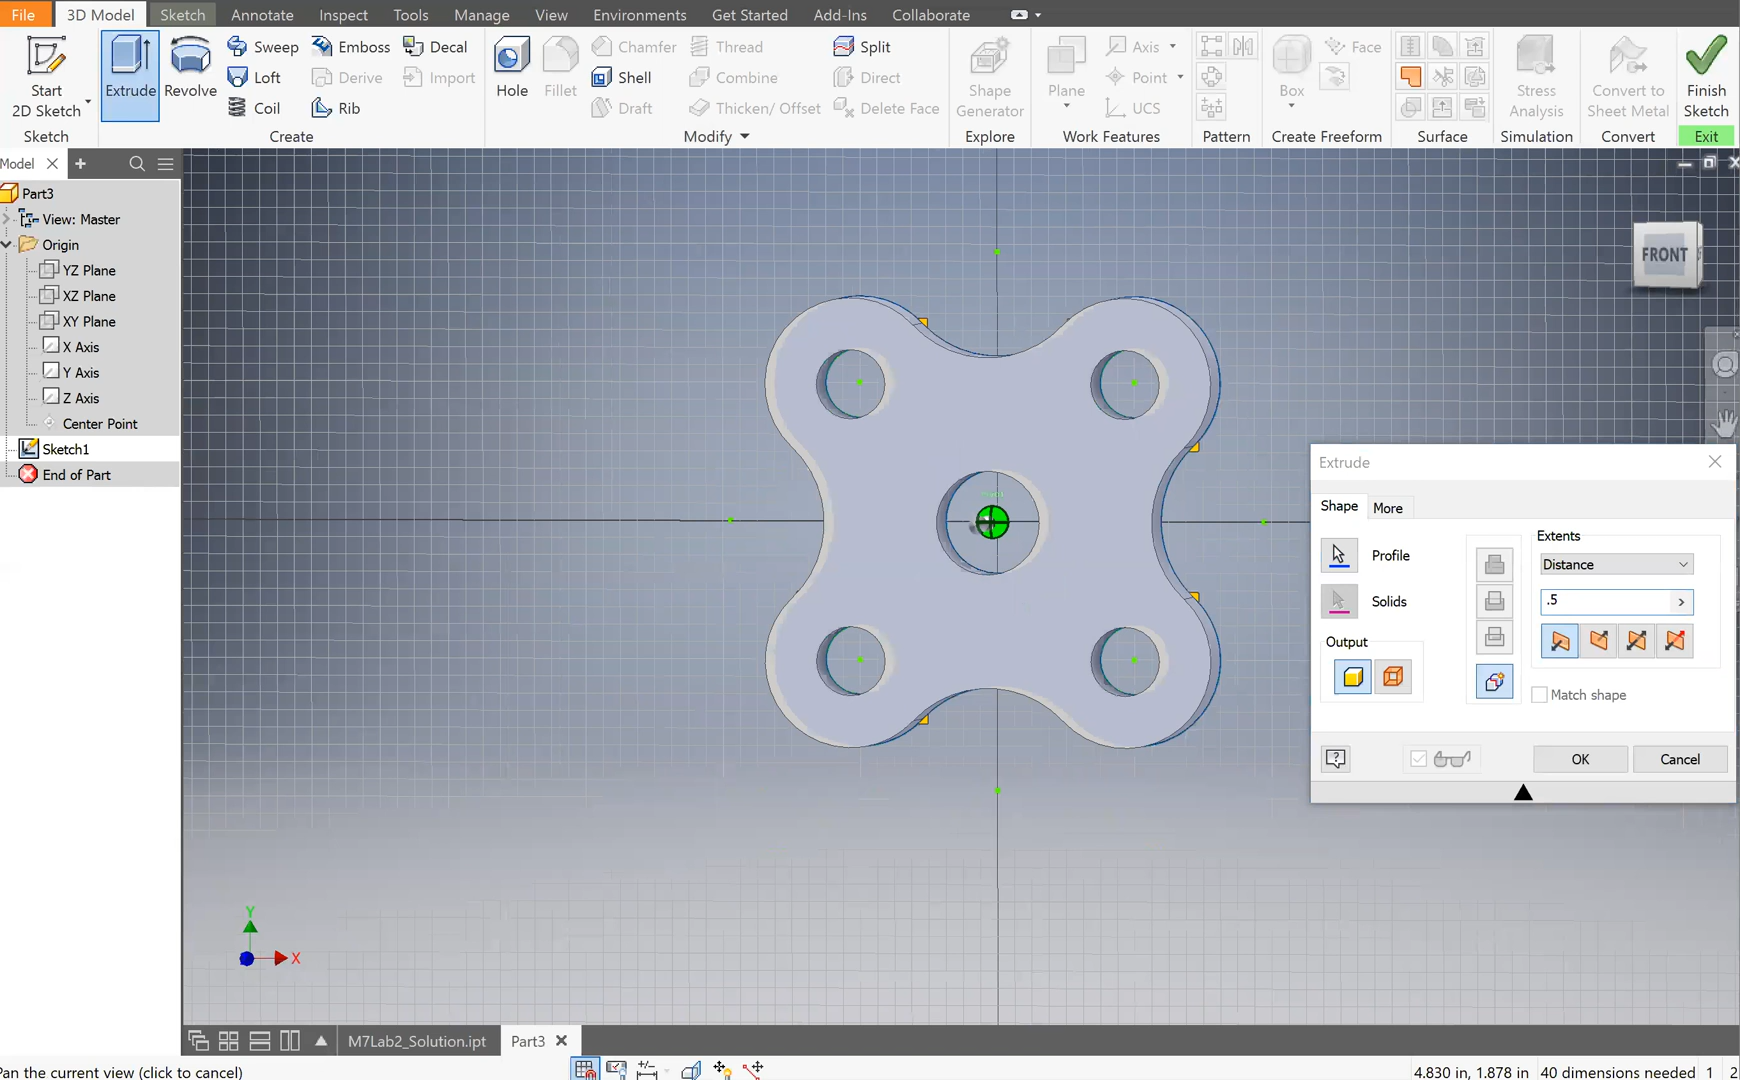 File 3D Model Sketch Annotate Inspect Tools Manage View Environments Get Started Add-Ins Collaborate
Start
2D Sketch
Sketch
Extrude
Revolve
Sweep
Loft
Coil
Emboss
Derive
Rib
Decal
Import
Create
Hole
Fillet
Chamfer
Shell
Draft
Thread
Combine
Thicken/ Offset
Split
Direct
Delete Face
Modify
Shape
Generator
Explore
Plane
Axis
Point
UCS
Work Features
Pattern
Box
Face
Create Freeform
Surface
Stress
Analysis
Simulation
Convert to
Sheet Metal
Convert
Finish
Sketch
Exit
Model
Part3
View: Master
Origin
YZ Plane
XZ Plane
XY Plane
X Axis
Y Axis
Z Axis
Center Point
Sketch1
End of Part
FRONT
Extrude
Shape More
Profile
Solids
Output
Extents
Distance
.5
Match shape
OK Cancel
Y
X
M7Lab2_Solution.ipt Part3
Pan the current view (click to cancel)
4.830 in, 1.878 in 40 dimensions needed 1 2